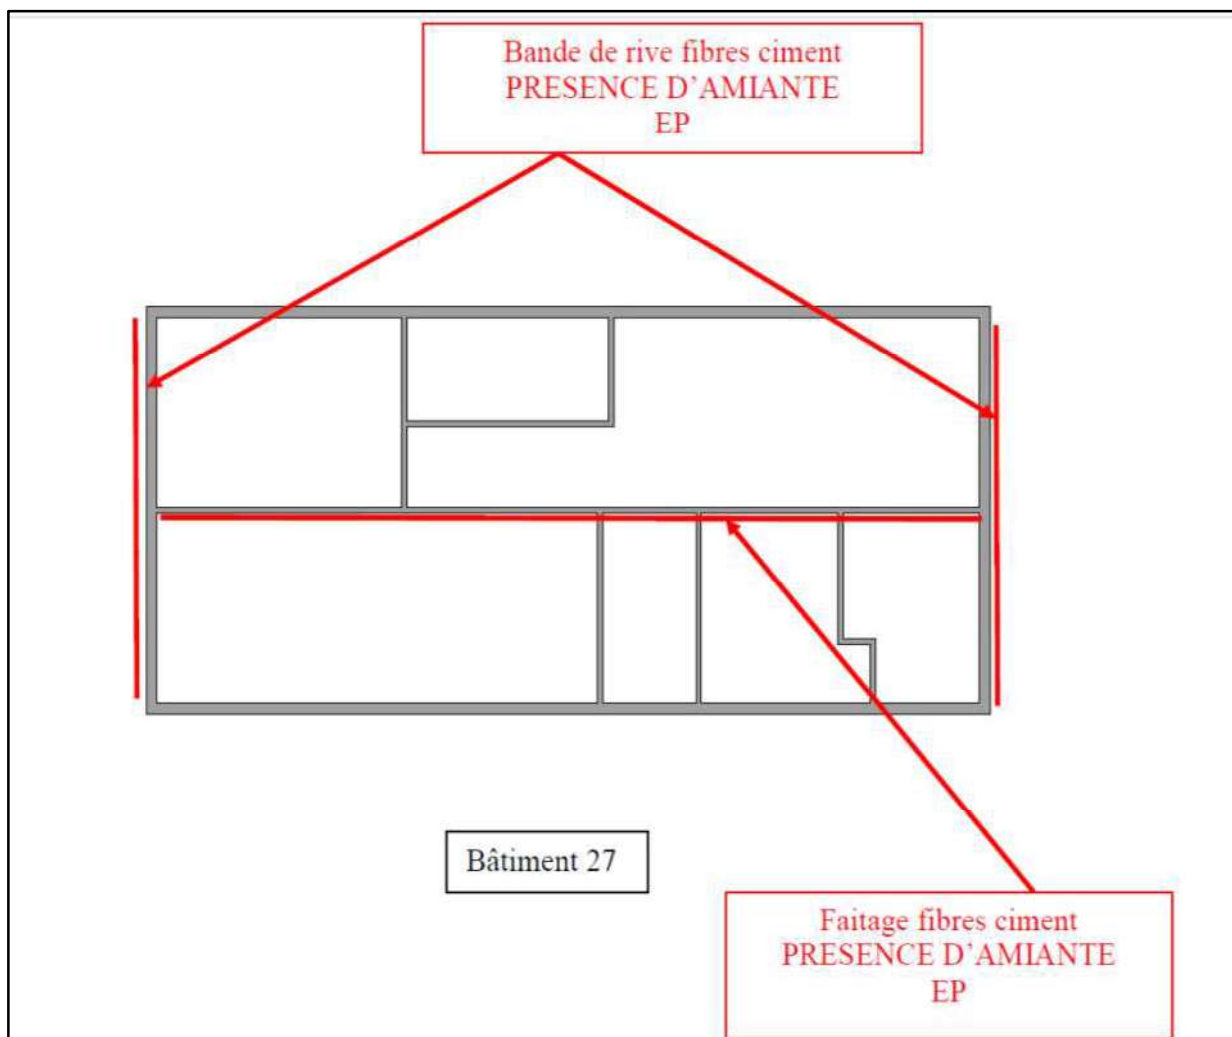 Bande de rive fibres ciment
PRESENCE D’AMIANTE
EP
Bâtiment 27
Faitage fibres ciment
PRESENCE D’AMIANTE
EP